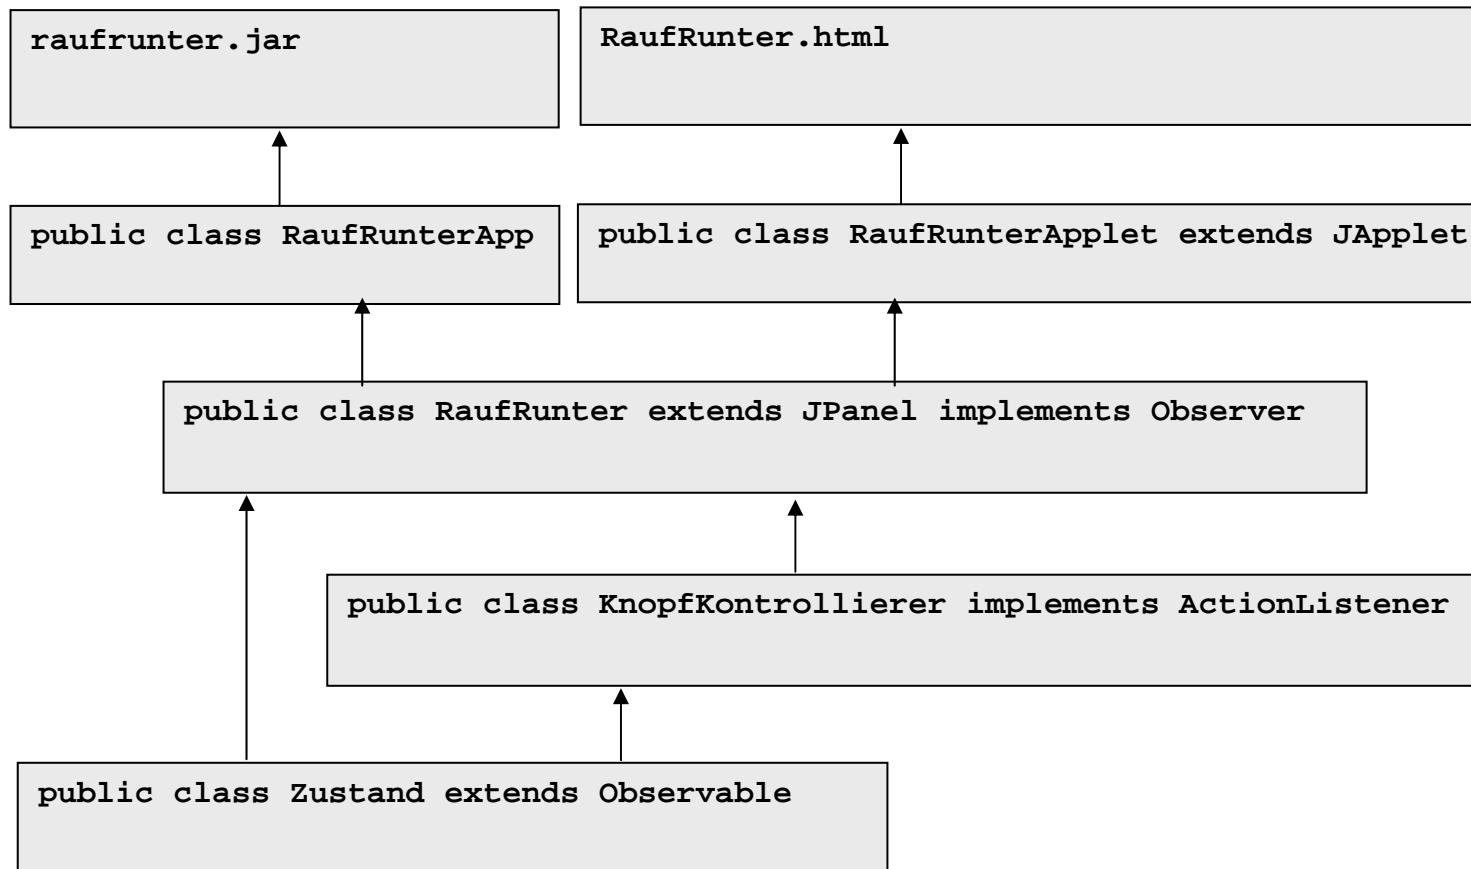 raufrunter.jar
RaufRunter.html
public class RaufRunterApp
public class RaufRunterApplet extends JApplet
public class RaufRunter extends JPanel implements Observer
public class KnopfKontrollierer implements ActionListener
public class Zustand extends Observable